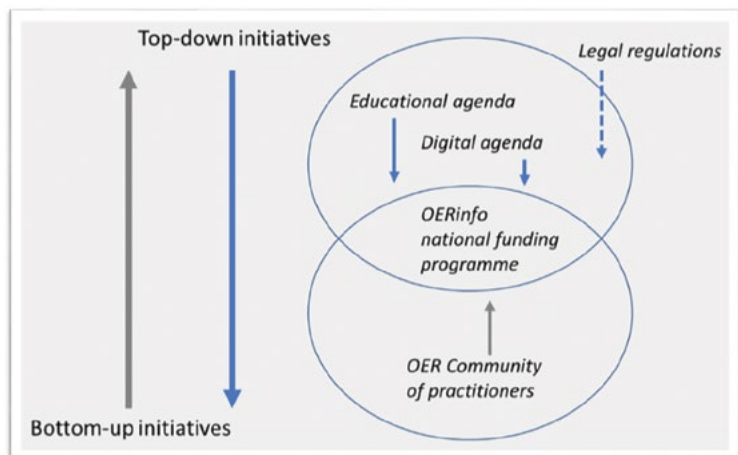 Top-down initiatives
Legal regulations
Educational agenda
Digital agenda
OERinfo
national funding
programme
OER Community
of practitioners
Bottom-up initiatives